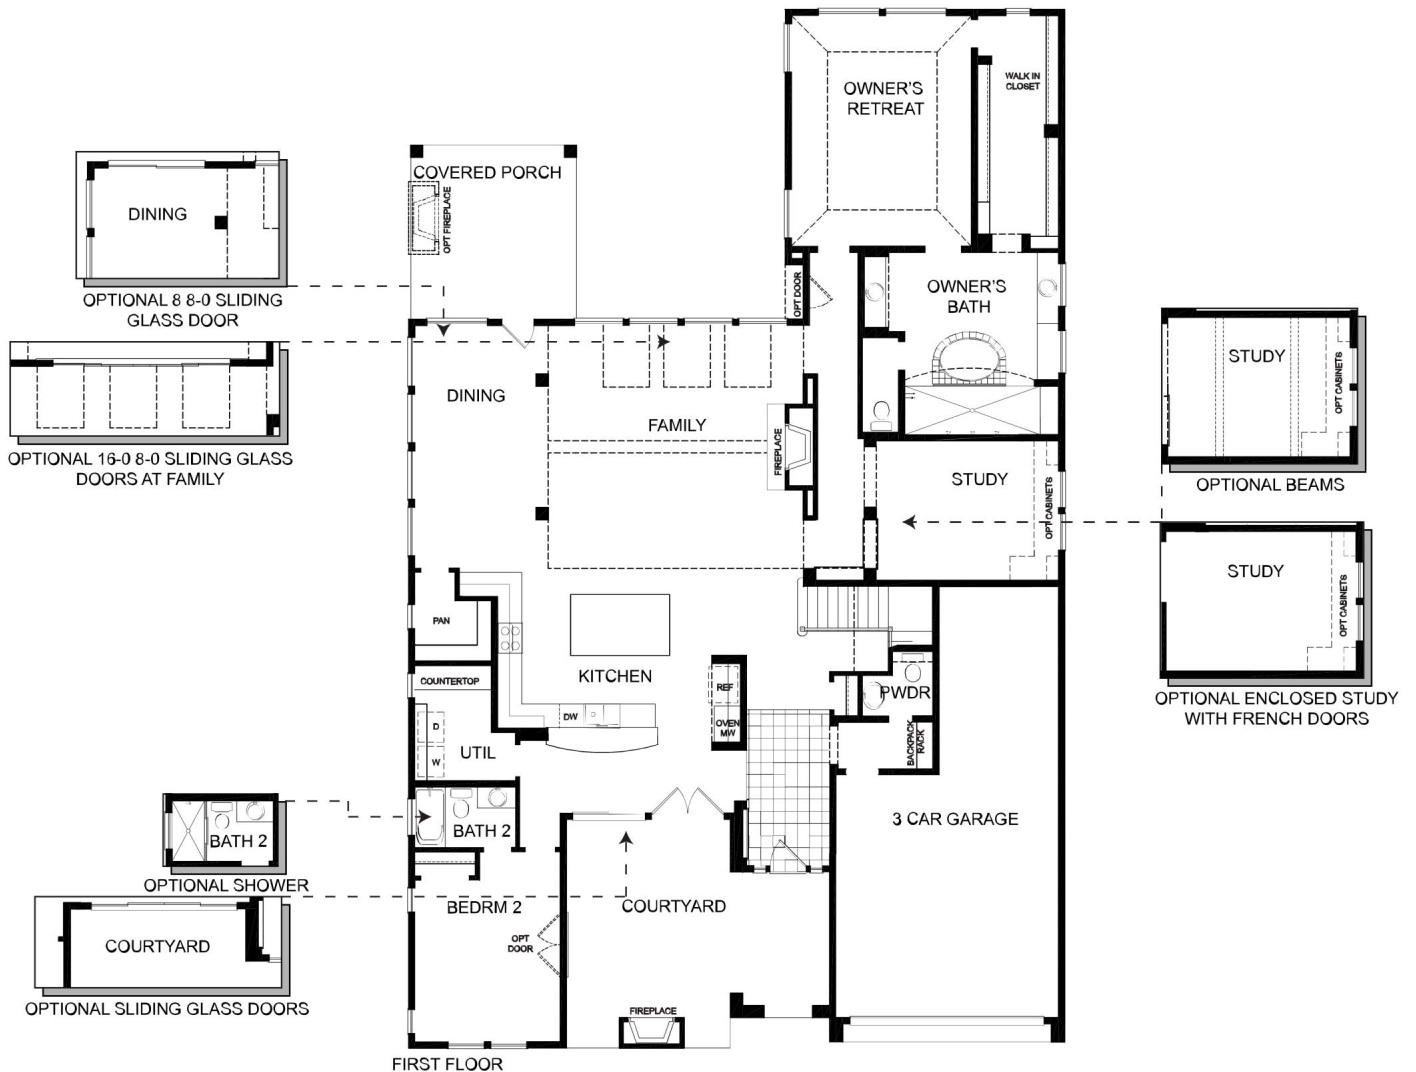 OWNER'S
RETREAT
WALK IN
CLOSET
COVERED PORCH
OPT FIREPLACE
DINING
OPTIONAL 8 8-0 SLIDING
GLASS DOOR
OPT DOOR
OWNER'S
BATH
OPTIONAL 16-0 8-0 SLIDING GLASS
DOORS AT FAMILY
DINING
FAMILY
FIREPLACE
STUDY
OPT CABINETS
STUDY
OPT CABINETS
OPTIONAL BEAMS
STUDY
OPT CABINETS
OPTIONAL ENCLOSED STUDY
WITH FRENCH DOORS
PAN
COUNTERTOP
KITCHEN
REF
OVEN
MW
DW
D
W
UTIL
PWDR
BACKPACK
RACK
BATH 2
BATH 2
OPTIONAL SHOWER
3 CAR GARAGE
BEDRM 2
OPT
DOOR
COURTYARD
COURTYARD
OPTIONAL SLIDING GLASS DOORS
FIREPLACE
FIRST FLOOR